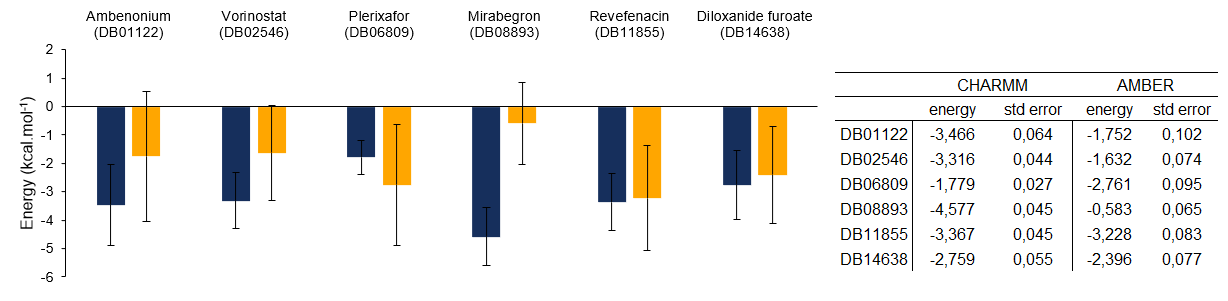 Ambenonium Vorinostat Plerixafor Mirabegron Revefenacin Diloxanide furoate
(DB01122) (DB02546) (DB06809) (DB08893) (DB11855) (DB14638)
Energy (kcal.mol-1)
2
1
0
-1
-2
-3
-4
-5
-6
CHARMM AMBER
energy std error energy std error
DB01122 -3,466 0,064 -1,752 0,102
DB02546 -3,316 0,044 -1,632 0,074
DB06809 -1,779 0,027 -2,761 0,095
DB08893 -4,577 0,045 -0,583 0,065
DB11855 -3,367 0,045 -3,228 0,083
DB14638 -2,759 0,055 -2,396 0,077